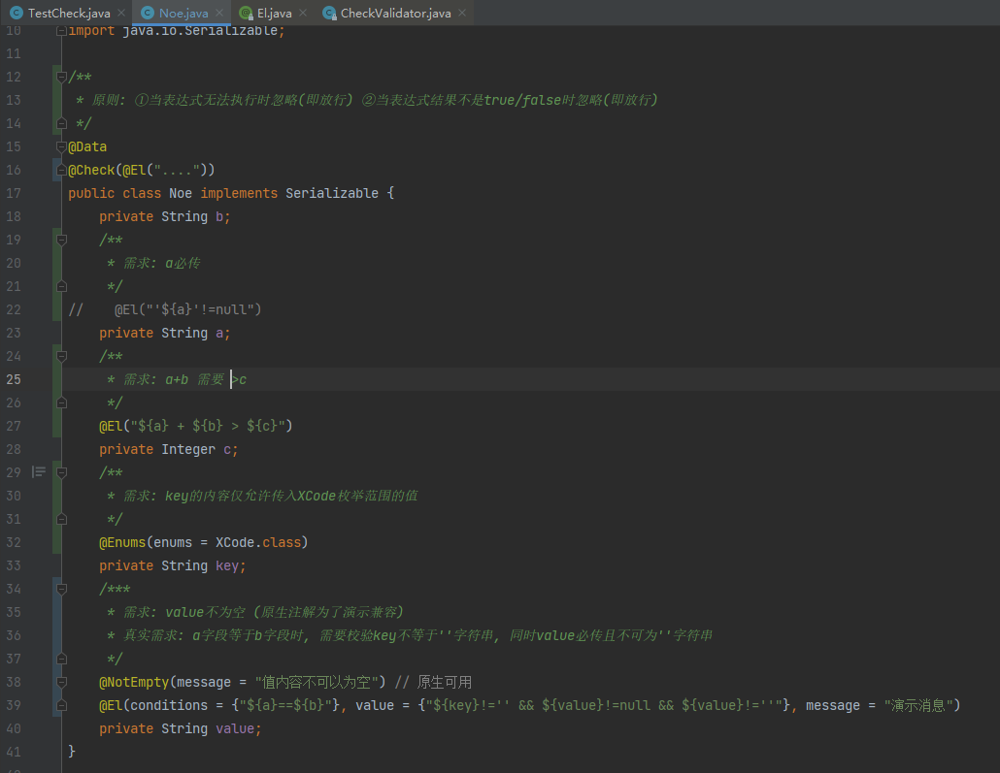 TestCheck.java × Noe.java × El.java × CheckValidator.java ×
10 import java.io.Serializable;
11
12 /**
13 * 原则: ①当表达式无法执行时忽略(即放行) ②当表达式结果不是true/false时忽略(即放行)
14 */
15 @Data
16 @Check(@El("...."))
17 public class Noe implements Serializable {
18 private String b;
19 /**
20 * 需求: a必传
21 */
22 // @El("'${a}'!=null")
23 private String a;
24 /**
25 * 需求: a+b 需要 >c
26 */
27 @El("${a} + ${b} > ${c}")
28 private Integer c;
29 /**
30 * 需求: key的内容仅允许传入XCode枚举范围的值
31 */
32 @Enums(enums = XCode.class)
33 private String key;
34 /***
35 * 需求: value不为空 (原生注解为了演示兼容)
36 * 真实需求: a字段等于b字段时, 需要校验key不等于''字符串, 同时value必传且不可为''字符串
37 */
38 @NotEmpty(message = "值内容不可以为空") // 原生可用
39 @El(conditions = {"${a}==${b}"}, value = {"${key}!='' && ${value}!=null && ${value}!=''"}, message = "演示消息")
40 private String value;
41 }